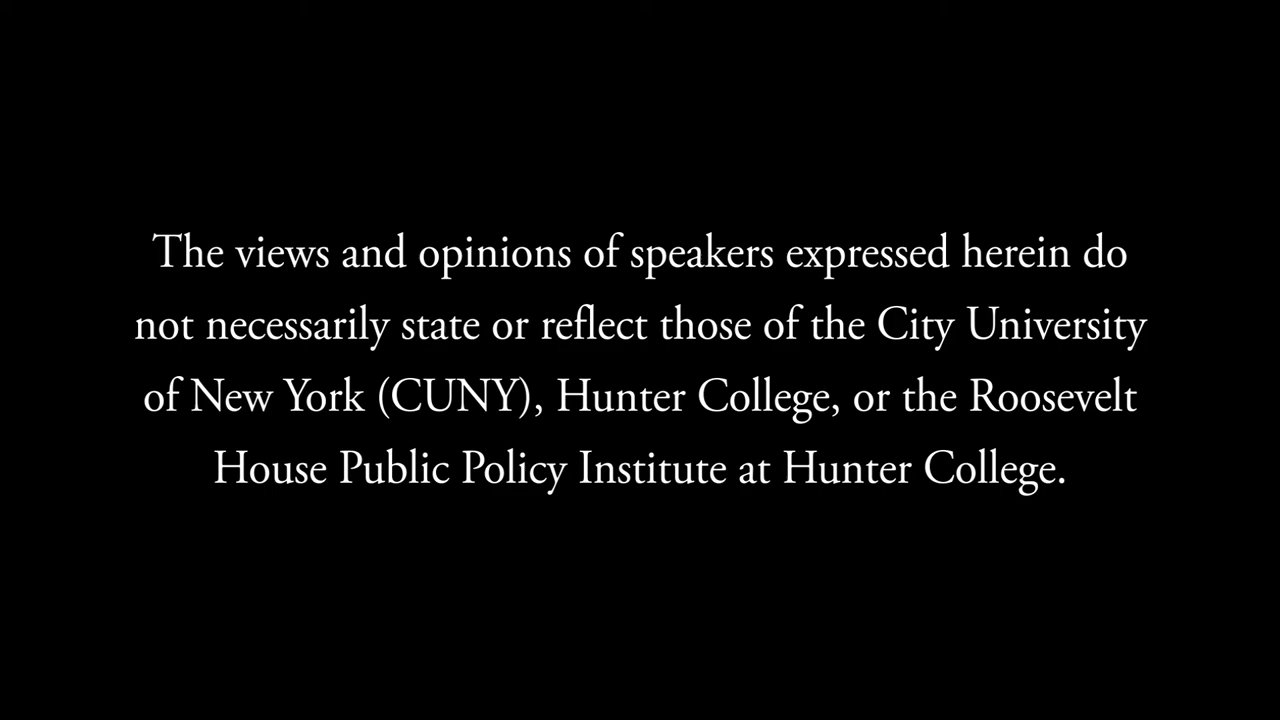 The views and opinions of speakers expressed herein do
not necessarily state or reflect those of the City University
of New York (CUNY), Hunter College, or the Roosevelt
House Public Policy Institute at Hunter College.